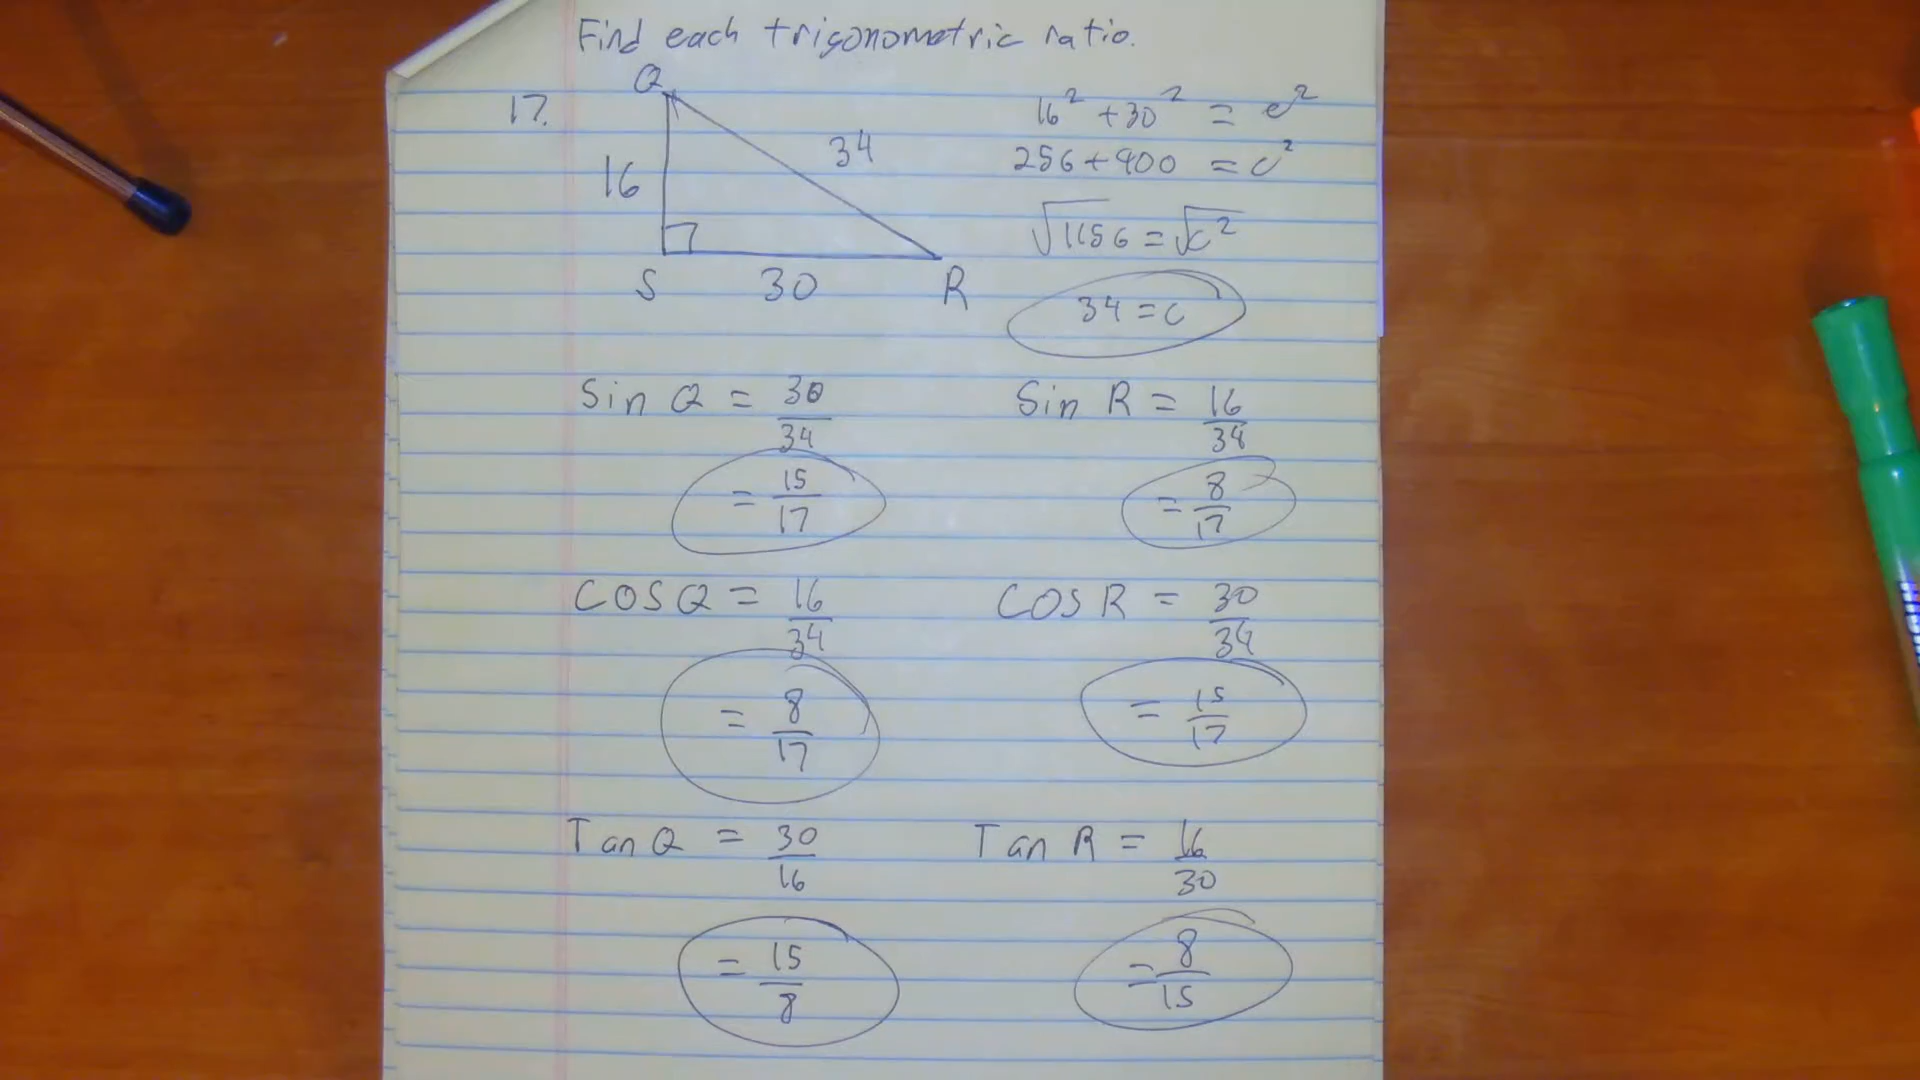 Find each trigonometric ratio.
17.
Q
16
34
S
30
R
16² + 30² = c²
256 + 900 = c²
√1156 = √c²
34 = c
Sin Q = 30/34
= 15/17
Sin R = 16/34
= 8/17
COS Q = 16/34
= 8/17
COS R = 30/34
= 15/17
Tan Q = 30/16
= 15/8
Tan R = 16/30
= 8/15